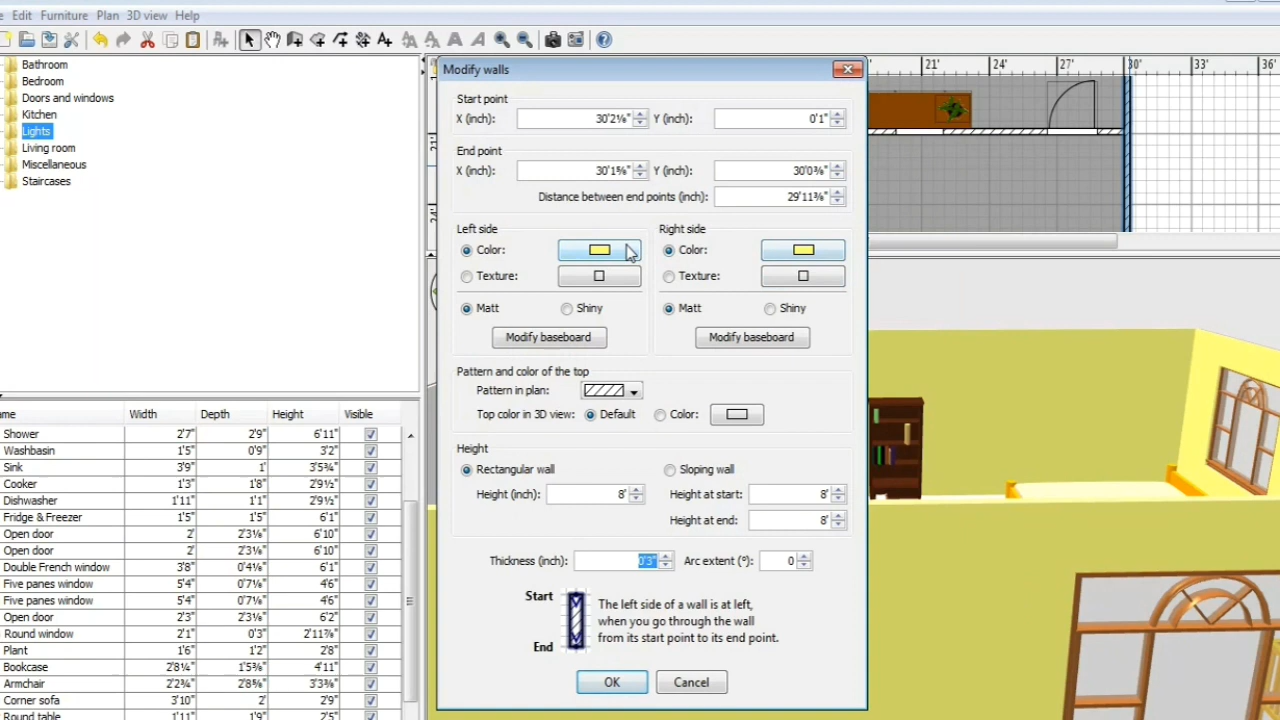 e Edit Furniture Plan 3D view Help
Bathroom
Bedroom
Doors and windows
Kitchen
Lights
Living room
Miscellaneous
Staircases
ame Width Depth Height Visible
Shower 2'7" 2'9" 6'11"
Washbasin 1'5" 0'9" 3'2"
Sink 3'9" 1' 3'5¾"
Cooker 1'3" 1'8" 2'9½"
Dishwasher 1'11" 1'1" 2'9½"
Fridge & Freezer 1'5" 1'5" 6'1"
Open door 2' 2'3⅛" 6'10"
Open door 2' 2'3⅛" 6'10"
Double French window 3'8" 0'4⅛" 6'1"
Five panes window 5'4" 0'7⅛" 4'6"
Five panes window 5'4" 0'7⅛" 4'6"
Open door 2' 2'3⅛" 6'2"
Round window 2'1" 0'3" 2'11⅞"
Plant 1'6" 1'2" 2'8"
Bookcase 2'8¼" 1'5⅜" 4'11"
Armchair 2'2¾" 2'8⅝" 3'3⅜"
Corner sofa 3'10" 2' 2'9"
Round table 1'11" 1'9" 2'5"
Modify walls
Start point
X (inch): 30'2⅛" Y (inch): 0'1"
End point
X (inch): 30'1⅝" Y (inch): 30'0⅜"
Distance between end points (inch): 29'11⅜"
Left side
Color:
Texture:
Matt Shiny
Modify baseboard
Right side
Color:
Texture:
Matt Shiny
Modify baseboard
Pattern and color of the top
Pattern in plan:
Top color in 3D view: Default Color:
Height
Rectangular wall Sloping wall
Height (inch): 8' Height at start: 8'
Height at end: 8'
Thickness (inch): 0'3" Arc extent (°): 0
Start
End
The left side of a wall is at left,
when you go through the wall
from its start point to its end point.
OK Cancel
21' 24' 27' 30' 33' 36'